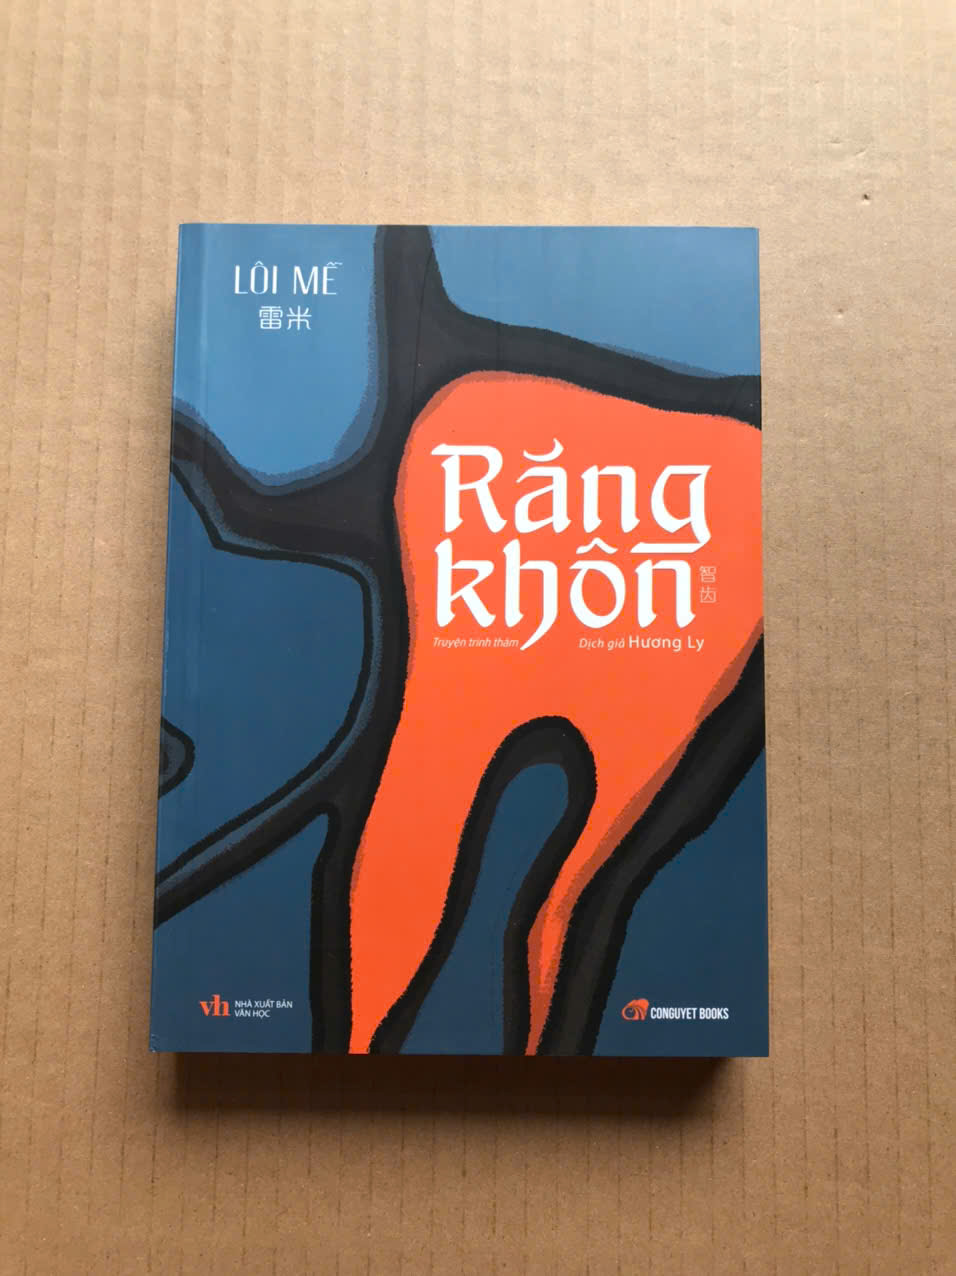 LÔI MỄ
雷米
Răng
khôn
智齿
Truyện trinh thám
Dịch giả Hương Ly
vh NHÀ XUẤT BẢN
VĂN HỌC
CONGUYET BOOKS